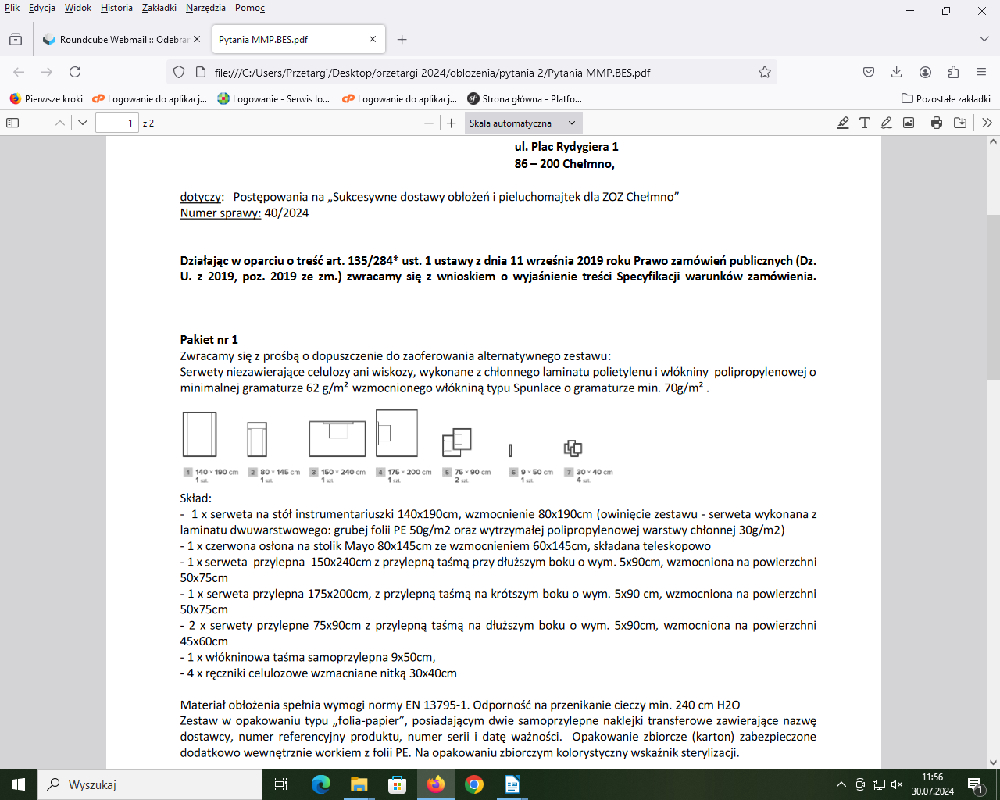 Plik Edycja Widok Historia Zakładki Narzędzia Pomoc
Roundcube Webmail :: Odebra
Pytania MMP.BES.pdf
file:///C:/Users/Przetargi/Desktop/przetargi 2024/oblozenia/pytania 2/Pytania MMP.BES.pdf
Pierwsze kroki Logowanie do aplikacj... Logowanie - Serwis lo... Logowanie do aplikacj... Strona główna - Platfo... Pozostałe zakładki
1 z 2 Skala automatyczna
ul. Plac Rydygiera 1
86 – 200 Chełmno,
dotyczy: Postępowania na „Sukcesywne dostawy obłożeń i pieluchomajtek dla ZOZ Chełmno”
Numer sprawy: 40/2024
Działając w oparciu o treść art. 135/284* ust. 1 ustawy z dnia 11 września 2019 roku Prawo zamówień publicznych (Dz.
U. z 2019, poz. 2019 ze zm.) zwracamy się z wnioskiem o wyjaśnienie treści Specyfikacji warunków zamówienia.
Pakiet nr 1
Zwracamy się z prośbą o dopuszczenie do zaoferowania alternatywnego zestawu:
Serwety niezawierające celulozy ani wiskozy, wykonane z chłonnego laminatu polietylenu i włókniny polipropylenowej o
minimalnej gramaturze 62 g/m² wzmocnionego włókniną typu Spunlace o gramaturze min. 70g/m² .
1 140 × 190 cm 2 80 × 145 cm 3 150 × 240 cm 4 175 × 200 cm 5 75 × 90 cm 6 9 × 50 cm 7 30 × 40 cm
1 szt. 1 szt. 1 szt. 1 szt. 2 szt. 1 szt. 4 szt.
Skład:
- 1 x serweta na stół instrumentariuszki 140x190cm, wzmocnienie 80x190cm (owinięcie zestawu - serweta wykonana z
laminatu dwuwarstwowego: grubej folii PE 50g/m2 oraz wytrzymałej polipropylenowej warstwy chłonnej 30g/m2)
- 1 x czerwona osłona na stolik Mayo 80x145cm ze wzmocnieniem 60x145cm, składana teleskopowo
- 1 x serweta przylepna 150x240cm z przylepną taśmą przy dłuższym boku o wym. 5x90cm, wzmocniona na powierzchni
50x75cm
- 1 x serweta przylepna 175x200cm, z przylepną taśmą na krótszym boku o wym. 5x90 cm, wzmocniona na powierzchni
50x75cm
- 2 x serwety przylepne 75x90cm z przylepną taśmą na dłuższym boku o wym. 5x90cm, wzmocniona na powierzchni
45x60cm
- 1 x włókninowa taśma samoprzylepna 9x50cm,
- 4 x ręczniki celulozowe wzmacniane nitką 30x40cm
Materiał obłożenia spełnia wymogi normy EN 13795-1. Odporność na przenikanie cieczy min. 240 cm H2O
Zestaw w opakowaniu typu „folia-papier”, posiadającym dwie samoprzylepne naklejki transferowe zawierające nazwę
dostawcy, numer referencyjny produktu, numer serii i datę ważności. Opakowanie zbiorcze (karton) zabezpieczone
dodatkowo wewnętrznie workiem z folii PE. Na opakowaniu zbiorczym kolorystyczny wskaźnik sterylizacji.
Wyszukaj
11:56
30.07.2024
1